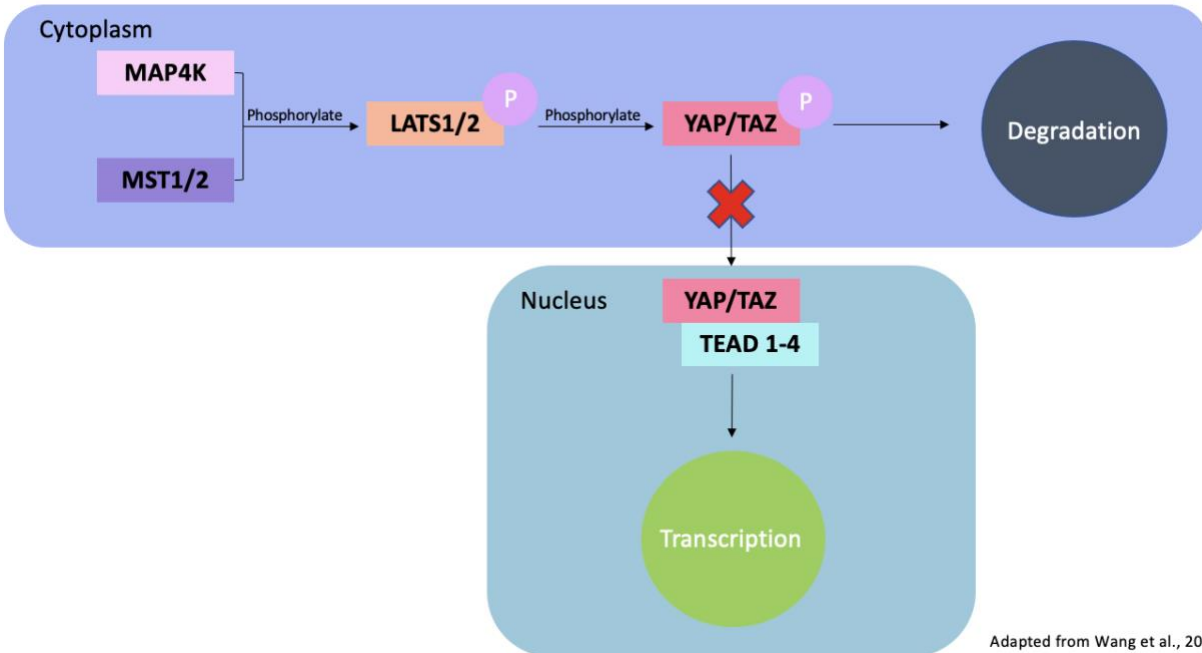 Cytoplasm
MAP4K
Phosphorylate
LATS1/2
P
Phosphorylate
YAP/TAZ
P
Degradation
MST1/2
Nucleus
YAP/TAZ
TEAD 1-4
Transcription
Adapted from Wang et al., 20